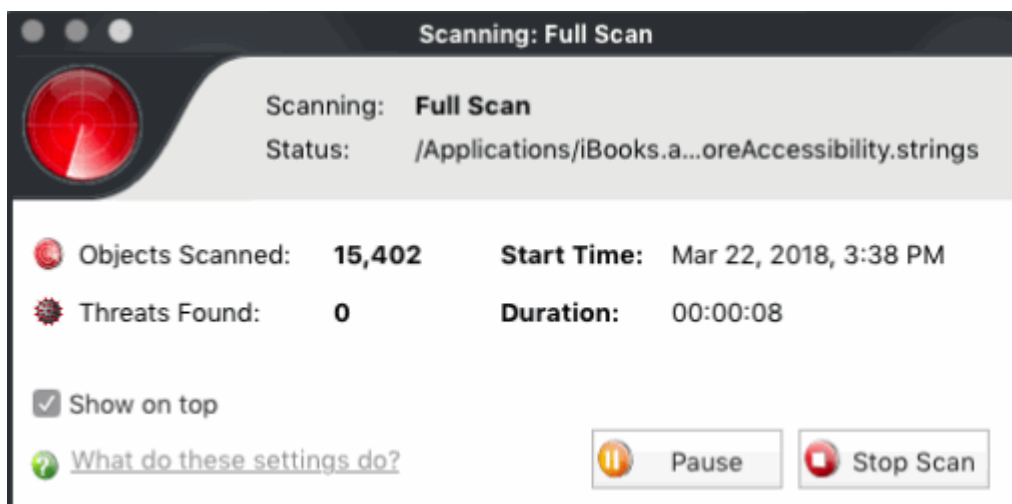 Scanning: Full Scan
Scanning: Full Scan
Status: /Applications/iBooks.a...oreAccessibility.strings
Objects Scanned: 15,402 Start Time: Mar 22, 2018, 3:38 PM
Threats Found: 0 Duration: 00:00:08
Show on top
What do these settings do? Pause Stop Scan